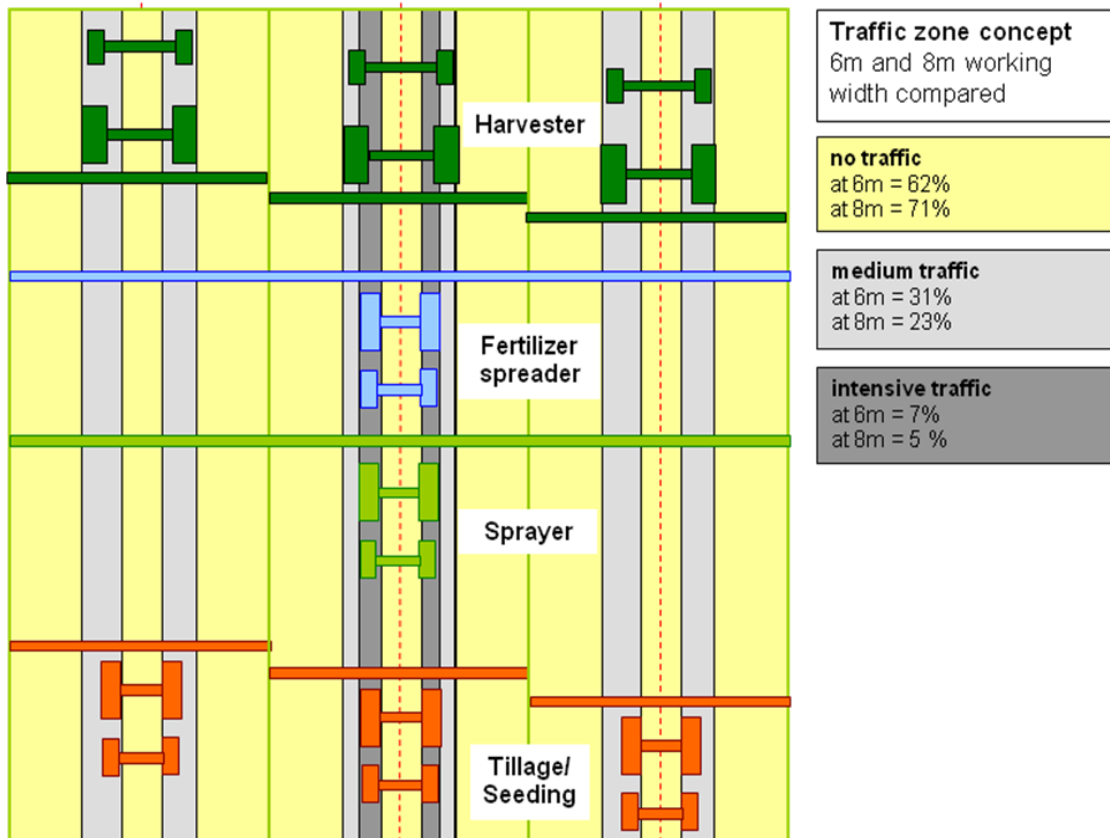 Traffic zone concept
6m and 8m working
width compared
Harvester
no traffic
at 6m = 62%
at 8m = 71%
medium traffic
at 6m = 31%
at 8m = 23%
Fertilizer
spreader
intensive traffic
at 6m = 7%
at 8m = 5 %
Sprayer
Tillage/
Seeding